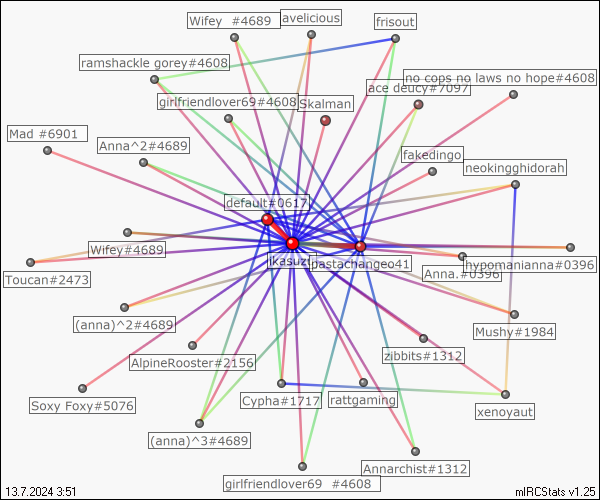 Wifey #4689
avelicious
frisout
ramshackle gorey#4608
no cops no laws no hope#4608
ace deucy#7097
girlfriendlover69#4608
Skalman
Mad #6901
Anna^2#4689
fakedingo
neokingghidorah
default#0617
Wifey#4689
ikasuzi
pastachangeo41
Anna.#0396
hypomanianna#0396
Toucan#2473
(anna)^2#4689
Mushy#1984
AlpineRooster#2156
zibbits#1312
Soxy Foxy#5076
Cypha#1717
rattgaming
xenoyaut
(anna)^3#4689
Annarchist#1312
girlfriendlover69 #4608
13.7.2024 3:51
mIRCStats v1.25